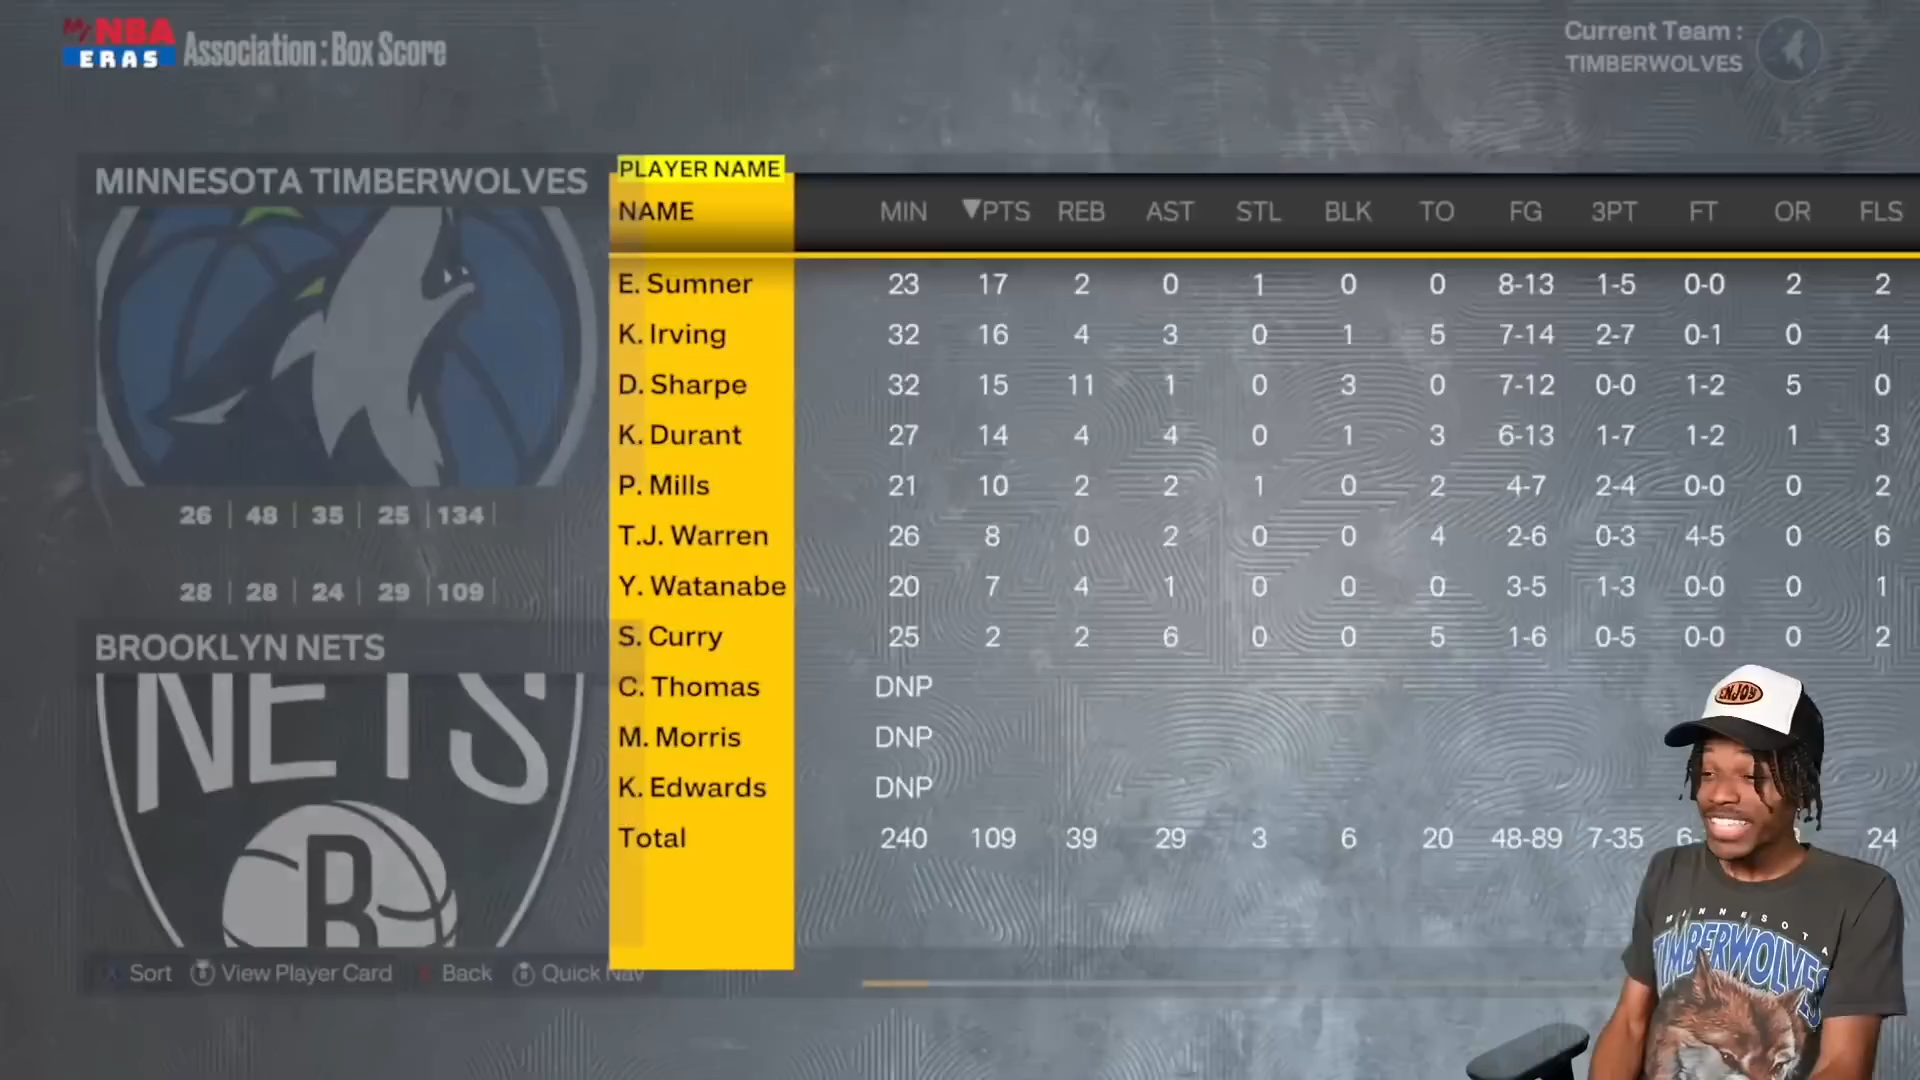 My NBA
ERAS
Association : Box Score
Current Team :
TIMBERWOLVES
MINNESOTA TIMBERWOLVES
26 | 48 | 35 | 25 | 134 |
28 | 28 | 24 | 29 | 109 |
BROOKLYN NETS
NETS
B
PLAYER NAME
NAME MIN ▼PTS REB AST STL BLK TO FG 3PT FT OR FLS
E. Sumner 23 17 2 0 1 0 0 8-13 1-5 0-0 2 2
K. Irving 32 16 4 3 0 1 5 7-14 2-7 0-1 0 4
D. Sharpe 32 15 11 1 0 3 0 7-12 0-0 1-2 5 0
K. Durant 27 14 4 4 0 1 3 6-13 1-7 1-2 1 3
P. Mills 21 10 2 2 1 0 2 4-7 2-4 0-0 0 2
T.J. Warren 26 8 0 2 0 0 4 2-6 0-3 4-5 0 6
Y. Watanabe 20 7 4 1 0 0 0 3-5 1-3 0-0 0 1
S. Curry 25 2 2 6 0 0 5 1-6 0-5 0-0 0 2
C. Thomas DNP
M. Morris DNP
K. Edwards DNP
Total 240 109 39 29 3 6 20 48-89 7-35 6- 24
Sort View Player Card Back Quick Nav
ENJOY
MINNESOTA
TIMBERWOLVES